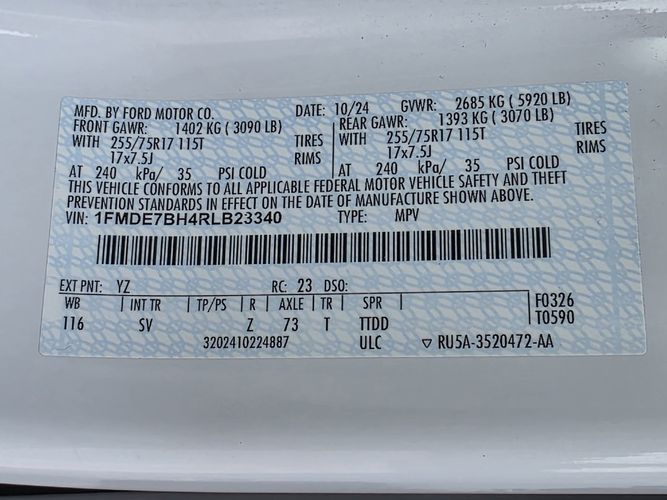 MFD. BY FORD MOTOR CO. DATE: 10/24 GVWR: 2685 KG ( 5920 LB)
FRONT GAWR: 1402 KG ( 3090 LB) REAR GAWR: 1393 KG ( 3070 LB)
WITH 255/75R17 115T TIRES WITH 255/75R17 115T TIRES
17x7.5J RIMS 17x7.5J RIMS
AT 240 kPa/ 35 PSI COLD AT 240 kPa/ 35 PSI COLD
THIS VEHICLE CONFORMS TO ALL APPLICABLE FEDERAL MOTOR VEHICLE SAFETY AND THEFT
PREVENTION STANDARDS IN EFFECT ON THE DATE OF MANUFACTURE SHOWN ABOVE.
VIN: 1FMDE7BH4RLB23340 TYPE: MPV
EXT PNT: YZ RC: 23 DSO:
WB INT TR TP/PS R AXLE TR SPR F0326
116 SV Z 73 T TTDD T0590
3202410224887 ULC ▽ RU5A-3520472-AA